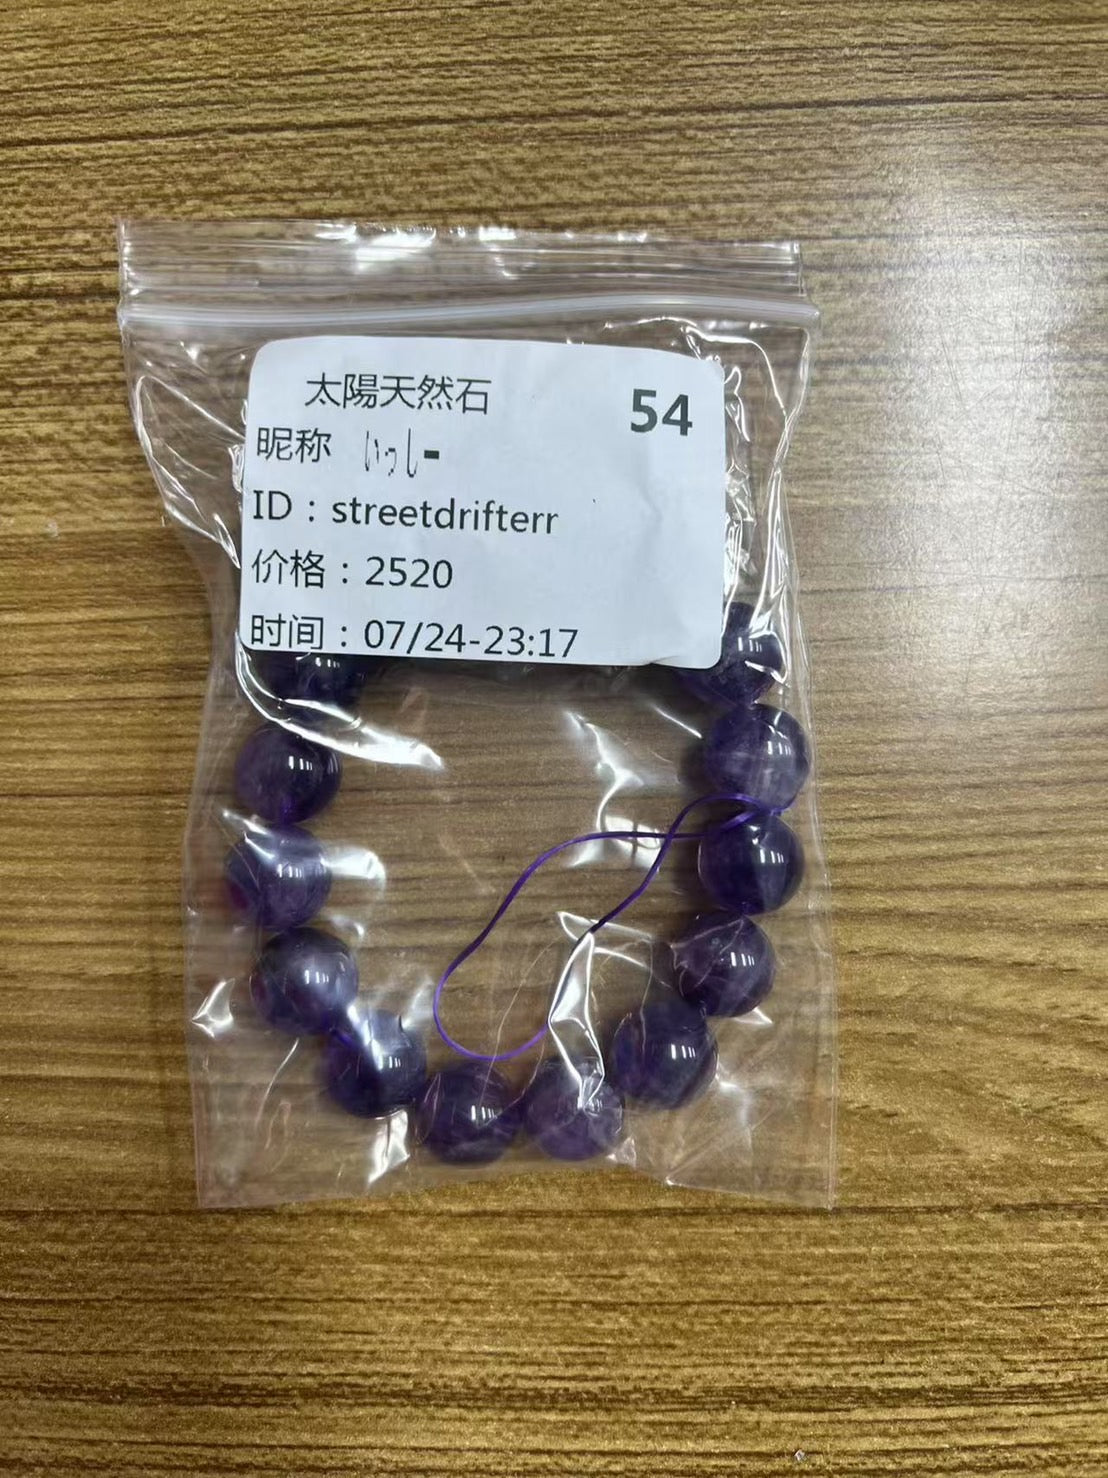 太陽天然石
54
昵称 いっしー
ID：streetdrifterr
价格：2520
时间：07/24-23:17